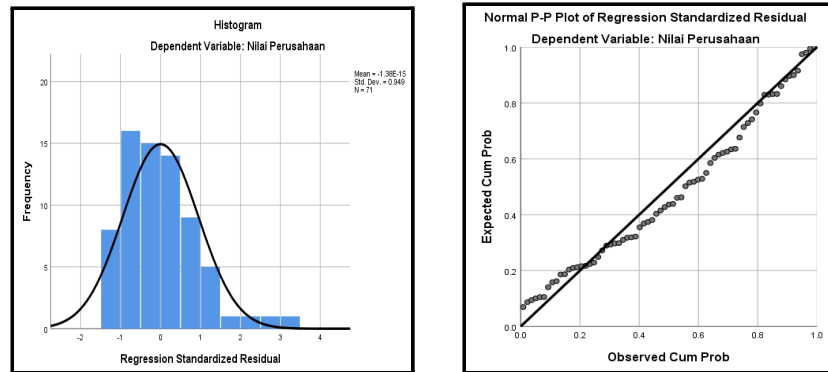 Histogram
Dependent Variable: Nilai Perusahaan
Mean = -1.38E-15
Std. Dev. = 0.949
N = 71
Frequency
20
15
10
5
0
-2 -1 0 1 2 3 4
Regression Standardized Residual
Normal P-P Plot of Regression Standardized Residual
Dependent Variable: Nilai Perusahaan
Expected Cum Prob
1.0
0.8
0.6
0.4
0.2
0.0
0.0 0.2 0.4 0.6 0.8 1.0
Observed Cum Prob